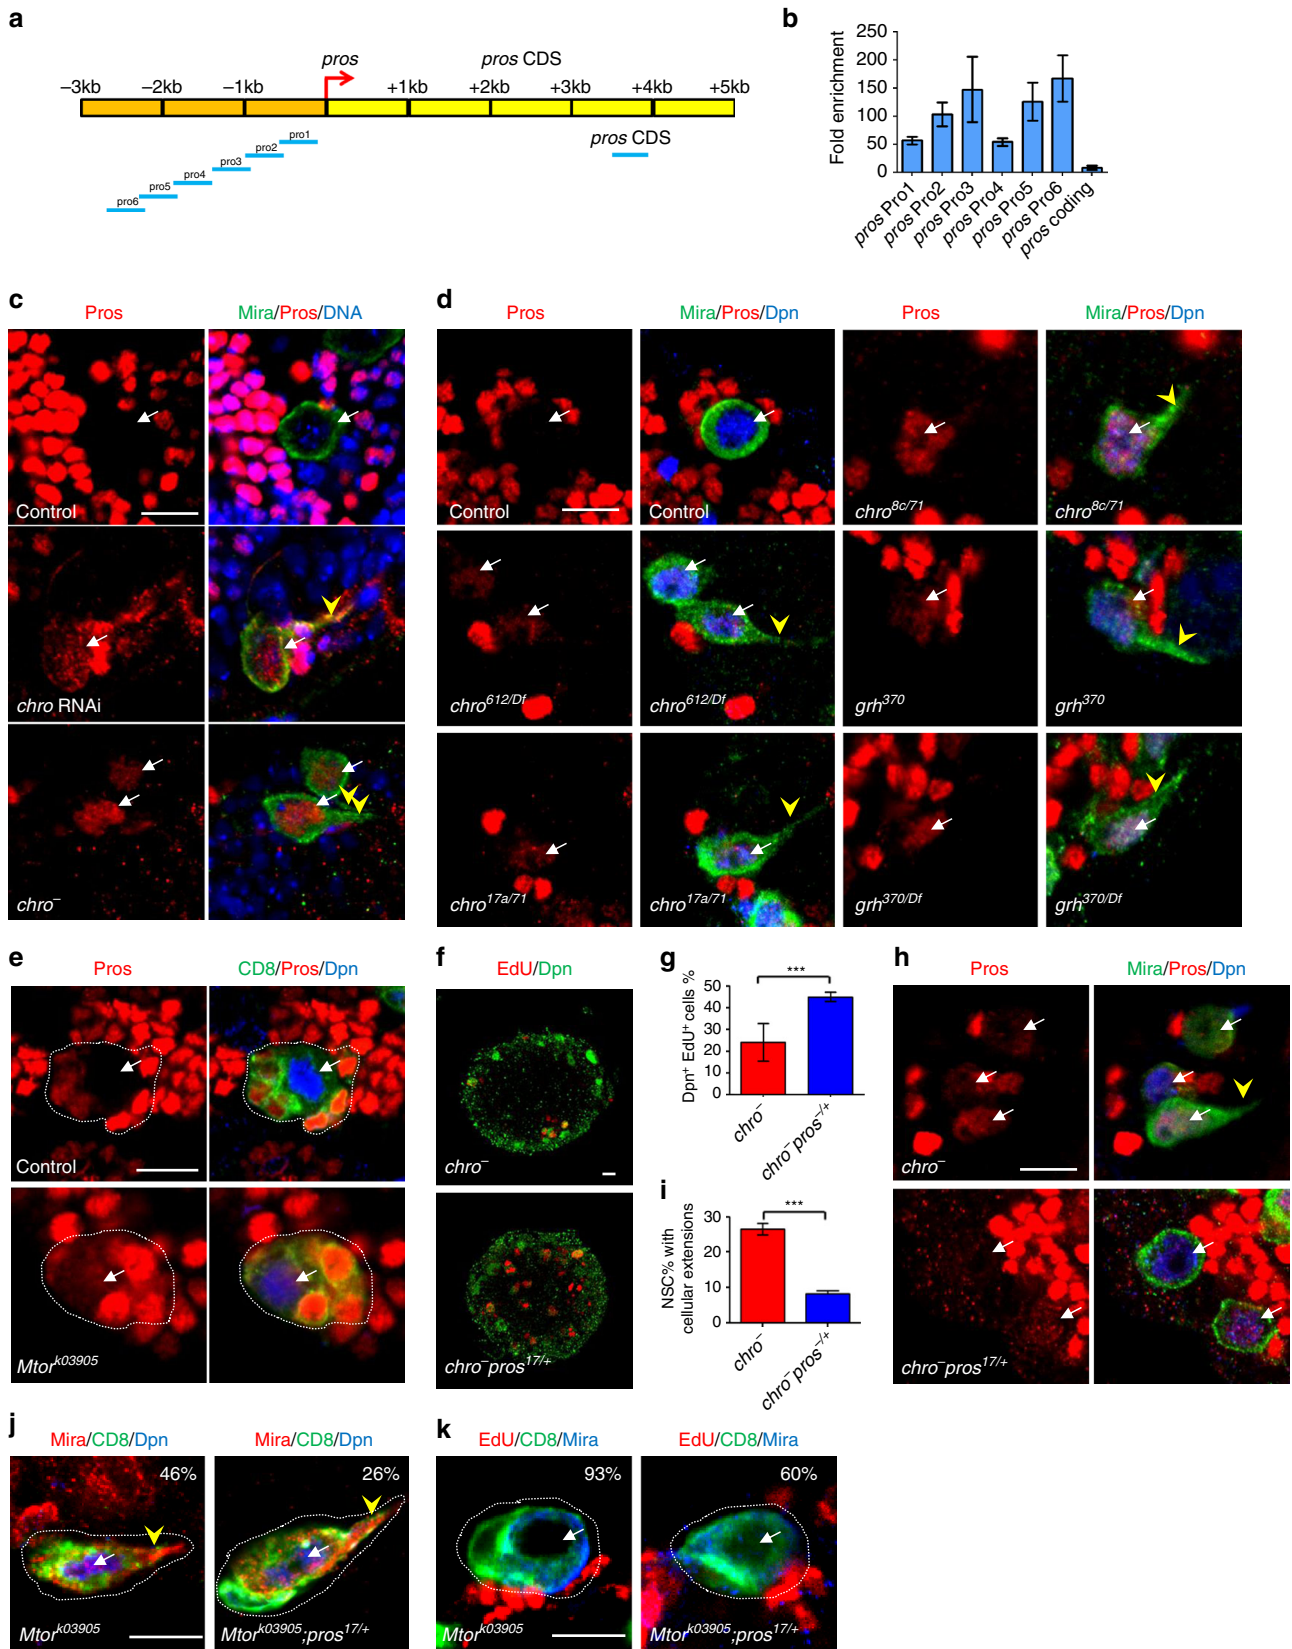 a
pros
pros CDS
−3kb −2kb −1kb +1kb +2kb +3kb +4kb +5kb
pro1
pro2
pro3
pro4
pro5
pro6
pros CDS
b
Fold enrichment
250
200
150
100
50
0
pros Pro1
pros Pro2
pros Pro3
pros Pro4
pros Pro5
pros Pro6
pros coding
c
Pros Mira/Pros/DNA
Control
chro RNAi
chro−
d
Pros Mira/Pros/Dpn Pros Mira/Pros/Dpn
Control Control chro8c/71 chro8c/71
chro612/Df chro612/Df grh370 grh370
chro17a/71 chro17a/71 grh370/Df grh370/Df
e
Pros CD8/Pros/Dpn
Control
Mtork03905
f
EdU/Dpn
chro−
chro−pros17/+
g
Dpn+ EdU+ cells %
50
40
30
20
10
0
***
chro−
chro−pros−/+
h
Pros Mira/Pros/Dpn
chro−
chro−pros17/+
i
NSC% with
cellular extensions
30
20
10
0
***
chro−
chro−pros−/+
j
Mira/CD8/Dpn Mira/CD8/Dpn
46% 26%
Mtork03905 Mtork03905;pros17/+
k
EdU/CD8/Mira EdU/CD8/Mira
93% 60%
Mtork03905 Mtork03905;pros17/+